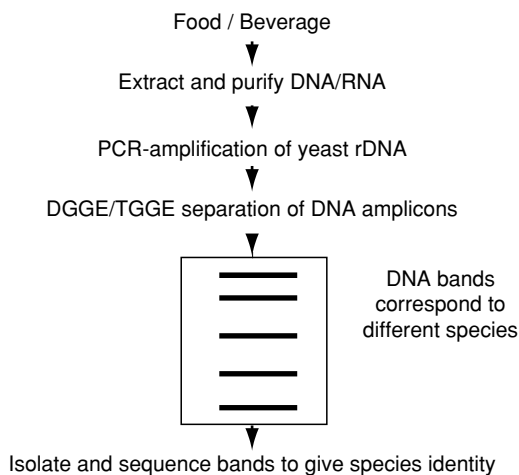 Food / Beverage
Extract and purify DNA/RNA
PCR-amplification of yeast rDNA
DGGE/TGGE separation of DNA amplicons
DNA bands
correspond to
different species
Isolate and sequence bands to give species identity